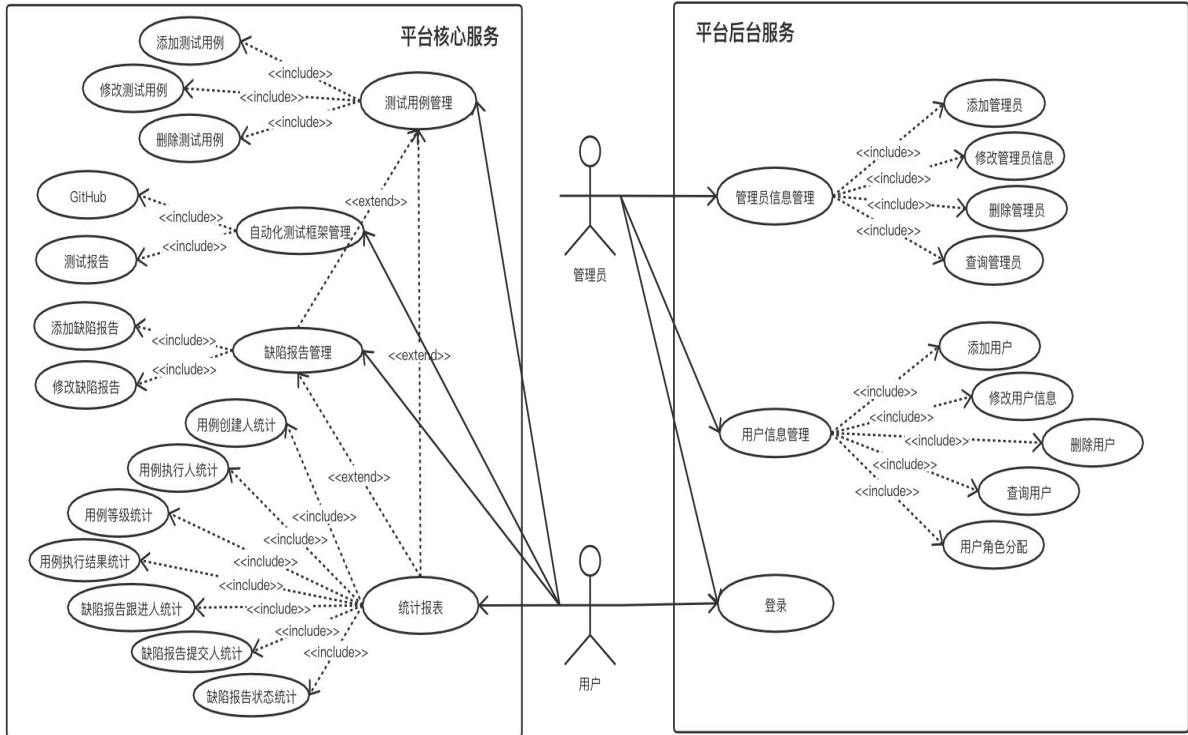 平台核心服务
添加测试用例
<<include>>
修改测试用例
<<include>>
测试用例管理
<<include>>
删除测试用例
GitHub
<<extend>>
<<include>>
自动化测试框架管理
<<include>>
测试报告
添加缺陷报告
<<include>>
缺陷报告管理
<<extend>>
<<include>>
修改缺陷报告
用例创建人统计
用例执行人统计
<<extend>>
用例等级统计
<<include>>
<<include>>
用例执行结果统计
<<include>>
<<include>>
缺陷报告跟进人统计
<<include>>
统计报表
<<include>>
缺陷报告提交人统计
<<include>>
缺陷报告状态统计
管理员
用户
平台后台服务
添加管理员
<<include>>
修改管理员信息
<<include>>
管理员信息管理
<<include>>
删除管理员
<<include>>
查询管理员
添加用户
<<include>>
修改用户信息
<<include>>
用户信息管理
<<include>>
删除用户
<<include>>
查询用户
<<include>>
用户角色分配
登录